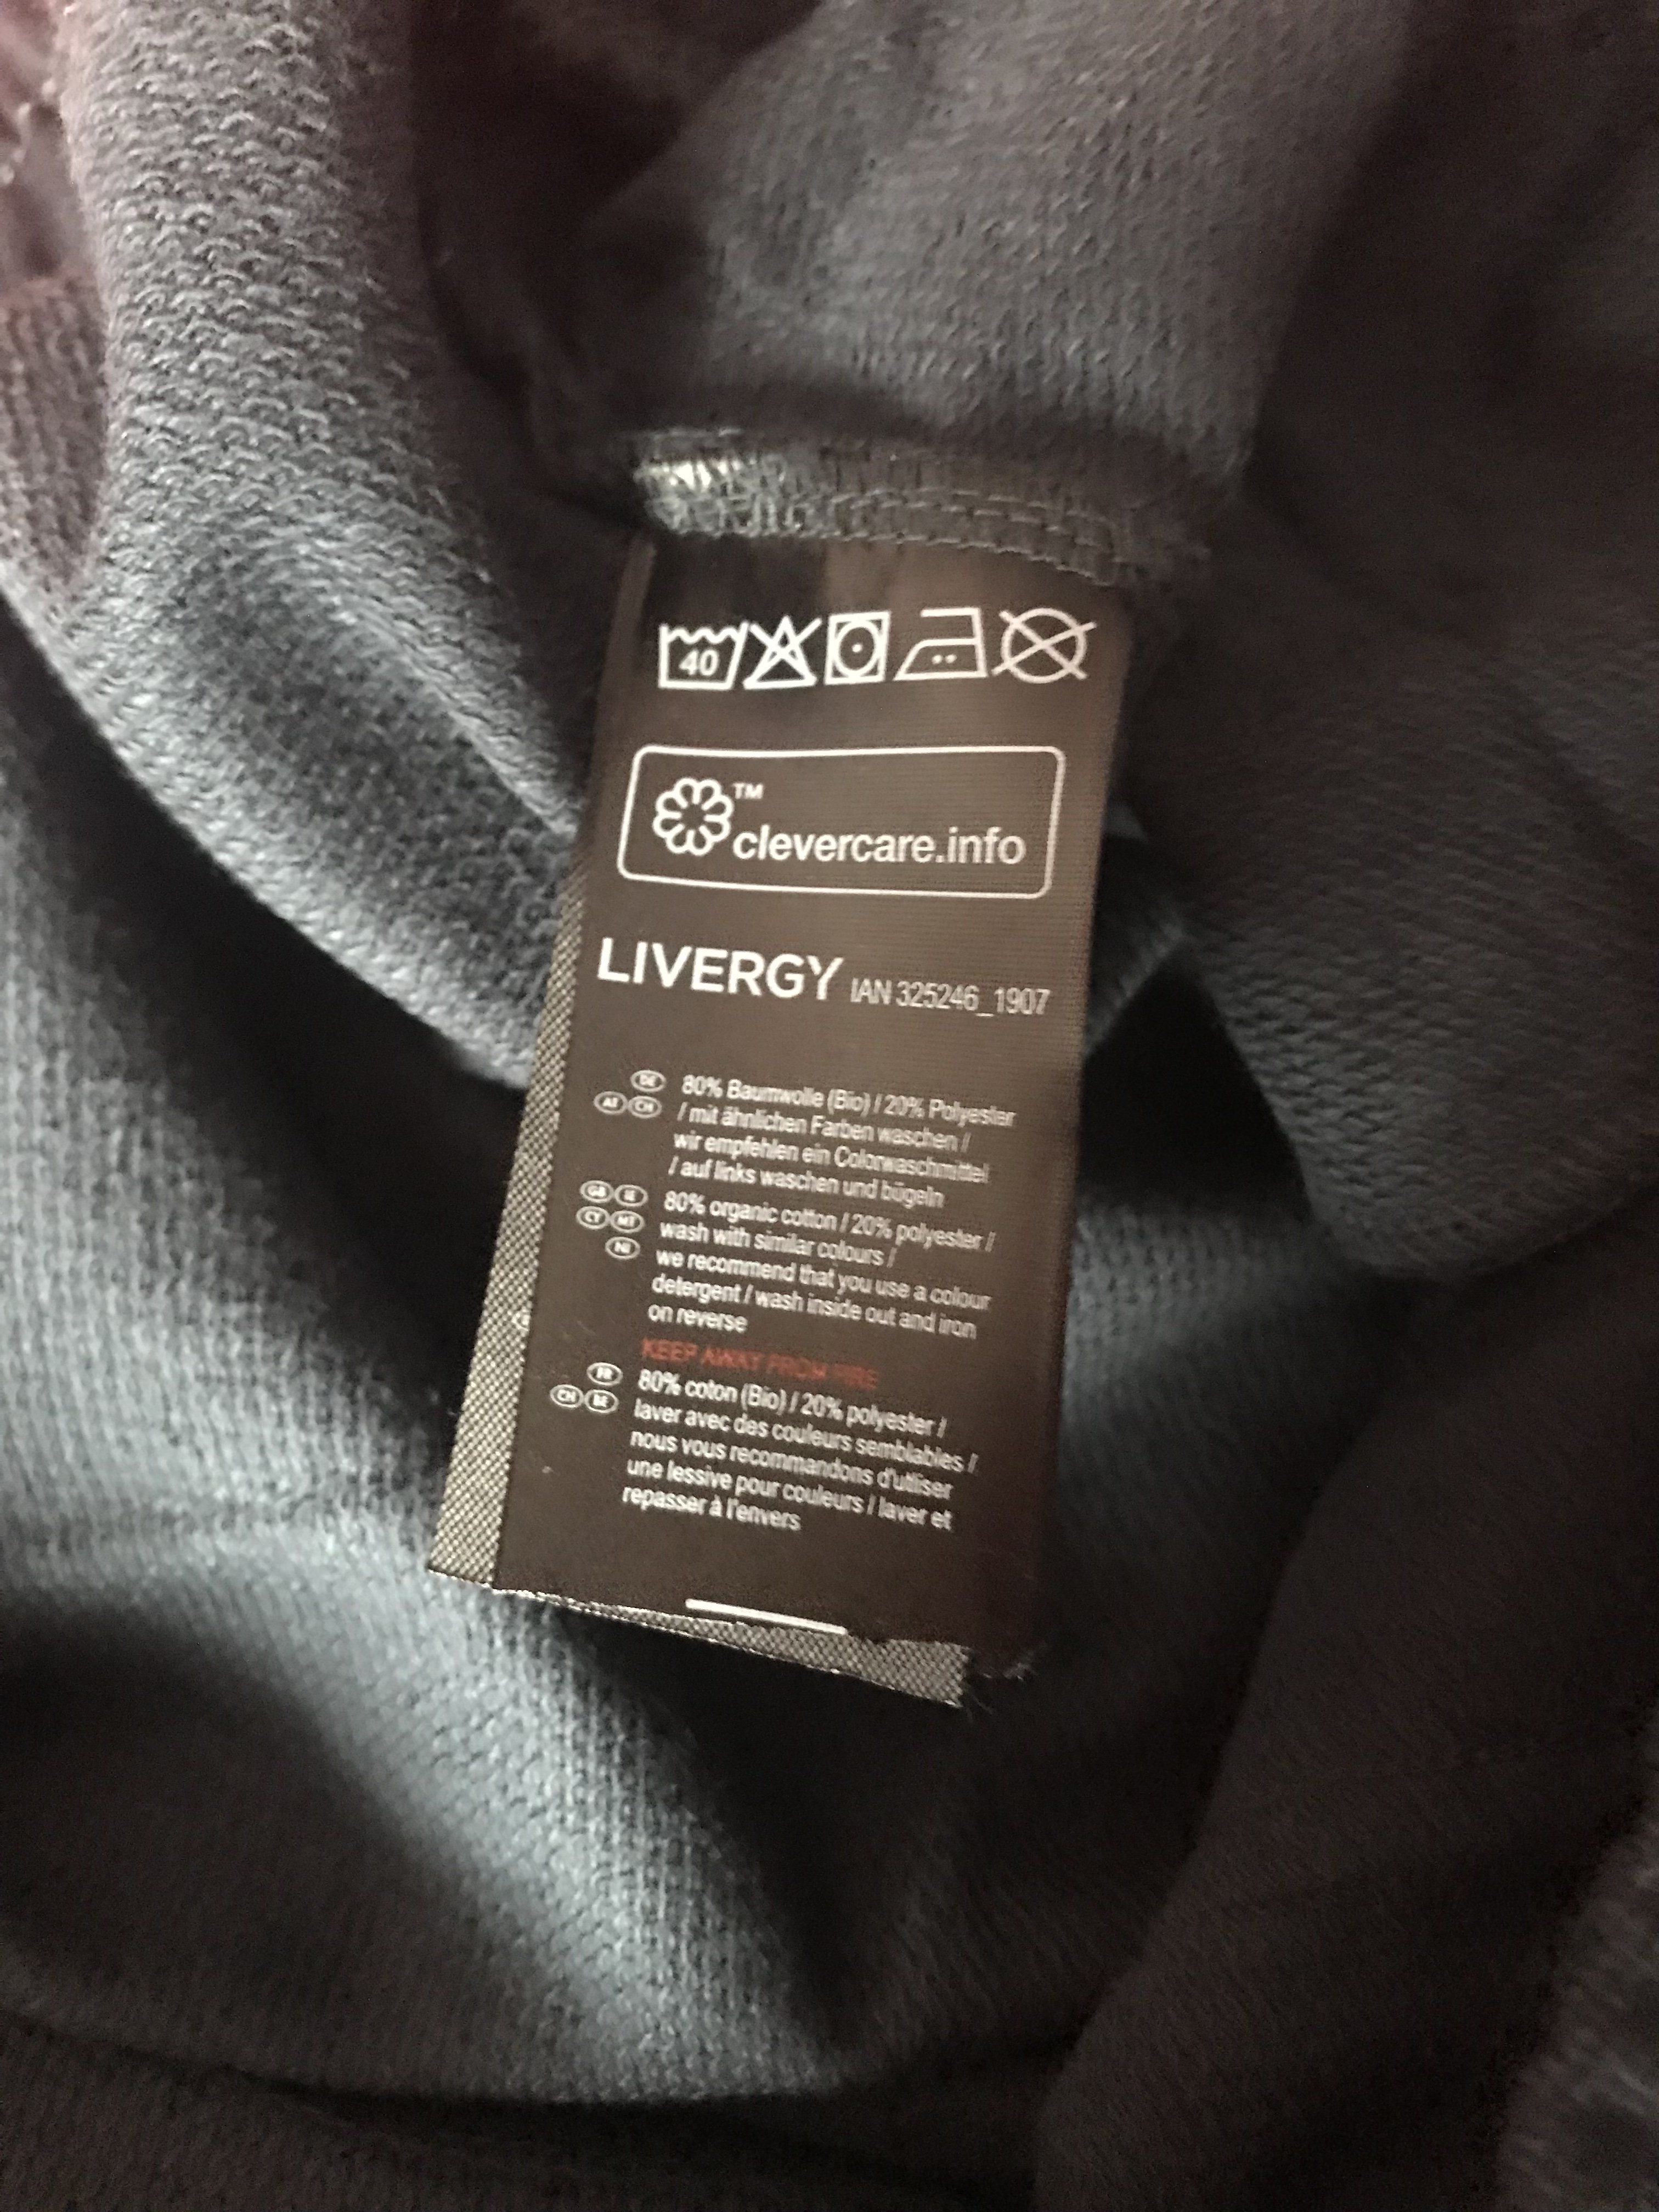 40
TM
clevercare.info
LIVERGY IAN 325246_1907
DE 80% Baumwolle (Bio) / 20% Polyester
AT CH / mit ähnlichen Farben waschen /
wir empfehlen ein Colorwaschmittel
/ auf links waschen und bügeln
GB IE 80% organic cotton / 20% polyester /
CY MT wash with similar colours /
NI we recommend that you use a colour
detergent / wash inside out and iron
on reverse
KEEP AWAY FROM FIRE
FR 80% coton (Bio) / 20% polyester /
CH BE laver avec des couleurs semblables /
nous vous recommandons d'utiliser
une lessive pour couleurs / laver et
repasser à l'envers